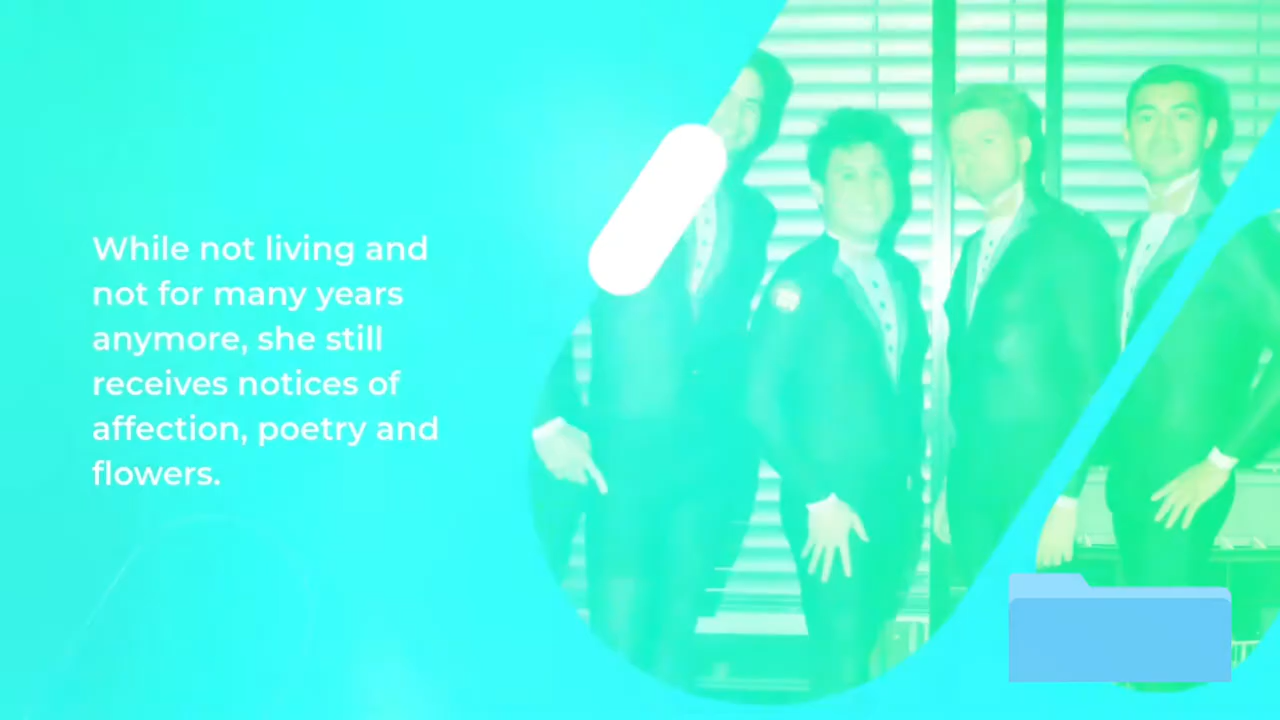 While not living and
not for many years
anymore, she still
receives notices of
affection, poetry and
flowers.